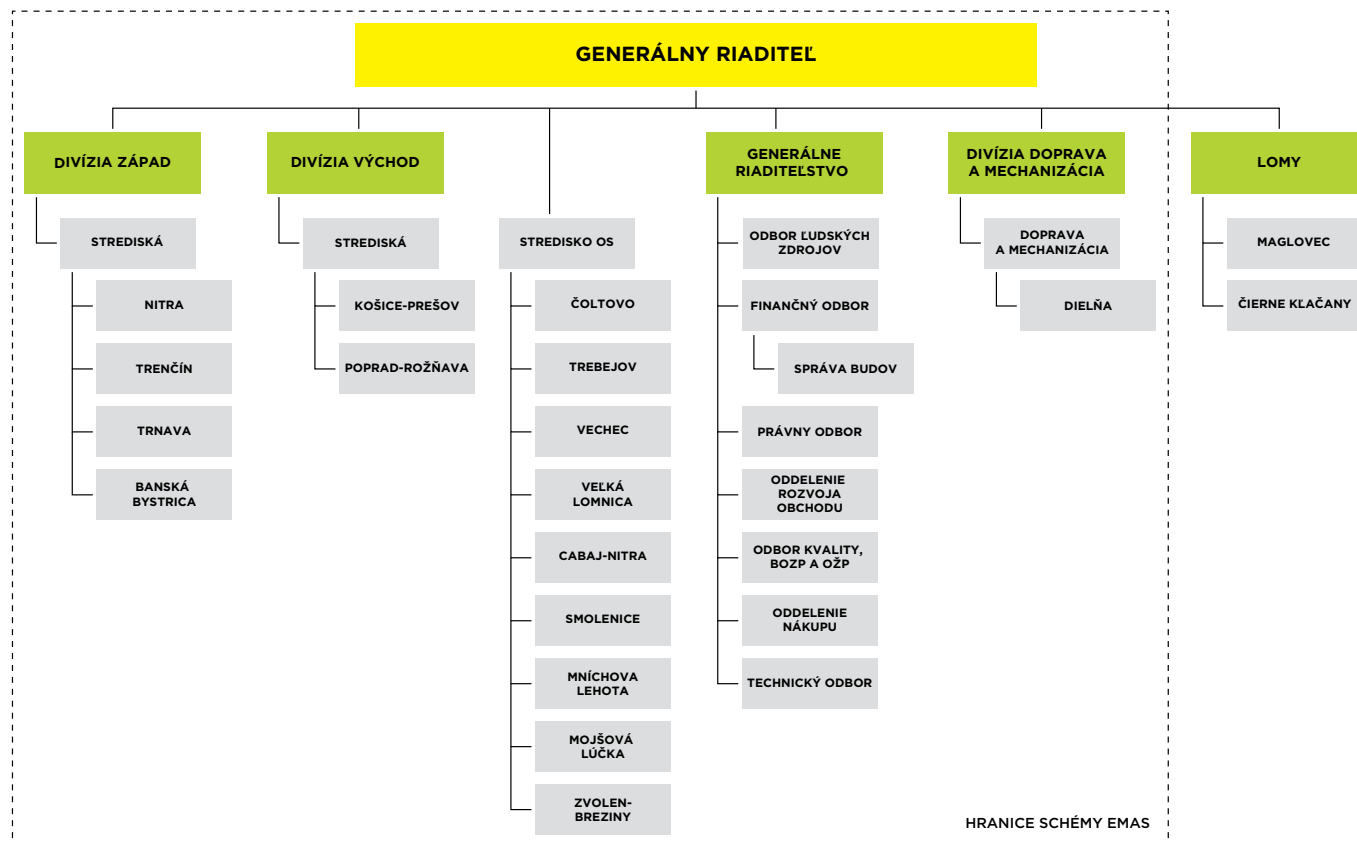 GENERÁLNY RIADITEĽ
DIVÍZIA ZÁPAD
STREDISKÁ
NITRA
TRENČÍN
TRNAVA
BANSKÁ
BYSTRICA
DIVÍZIA VÝCHOD
STREDISKÁ
KOŠICE-PREŠOV
POPRAD-ROŽŇAVA
STREDISKO OS
ČOLTOVO
TREBEJOV
VECHEC
VEĽKÁ
LOMNICA
CABAJ-NITRA
SMOLENICE
MNÍCHOVA
LEHOTA
MOJŠOVÁ
LÚČKA
ZVOLEN-
BREZINY
GENERÁLNE
RIADITEĽSTVO
ODBOR ĽUDSKÝCH
ZDROJOV
FINANČNÝ ODBOR
SPRÁVA BUDOV
PRÁVNY ODBOR
ODDELENIE
ROZVOJA
OBCHODU
ODBOR KVALITY,
BOZP A OŽP
ODDELENIE
NÁKUPU
TECHNICKÝ ODBOR
DIVÍZIA DOPRAVA
A MECHANIZÁCIA
DOPRAVA
A MECHANIZÁCIA
DIELŇA
LOMY
MAGLOVEC
ČIERNE KĽAČANY
HRANICE SCHÉMY EMAS